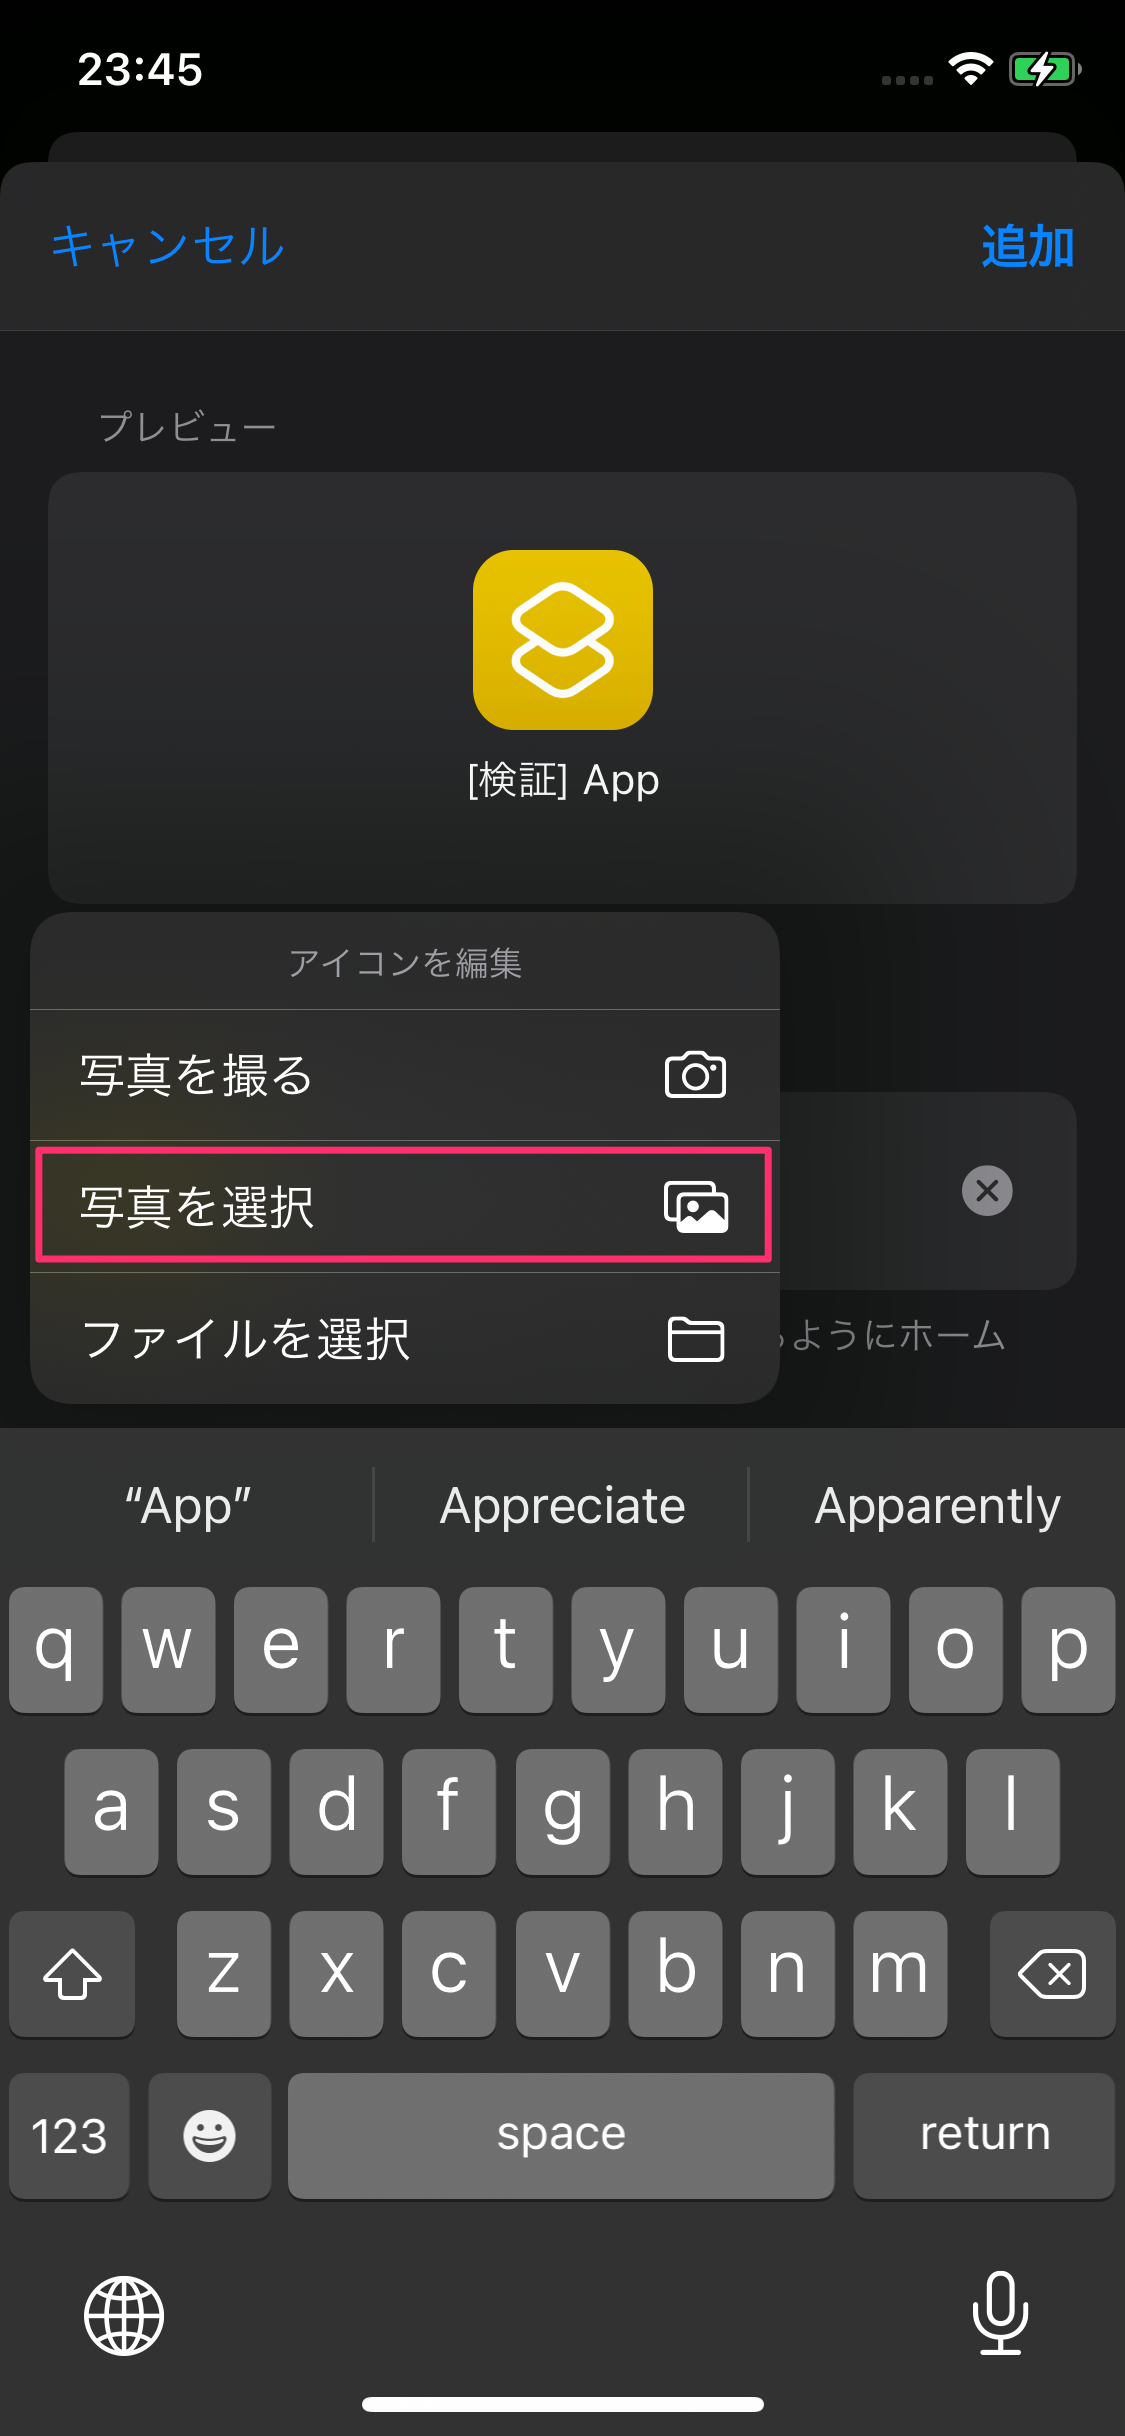 23:45
キャンセル
追加
プレビュー
[検証] App
アイコンを編集
写真を撮る
写真を選択
ファイルを選択
ようにホーム
“App”
Appreciate
Apparently
q w e r t y u i o p
a s d f g h j k l
z x c v b n m
123
space
return